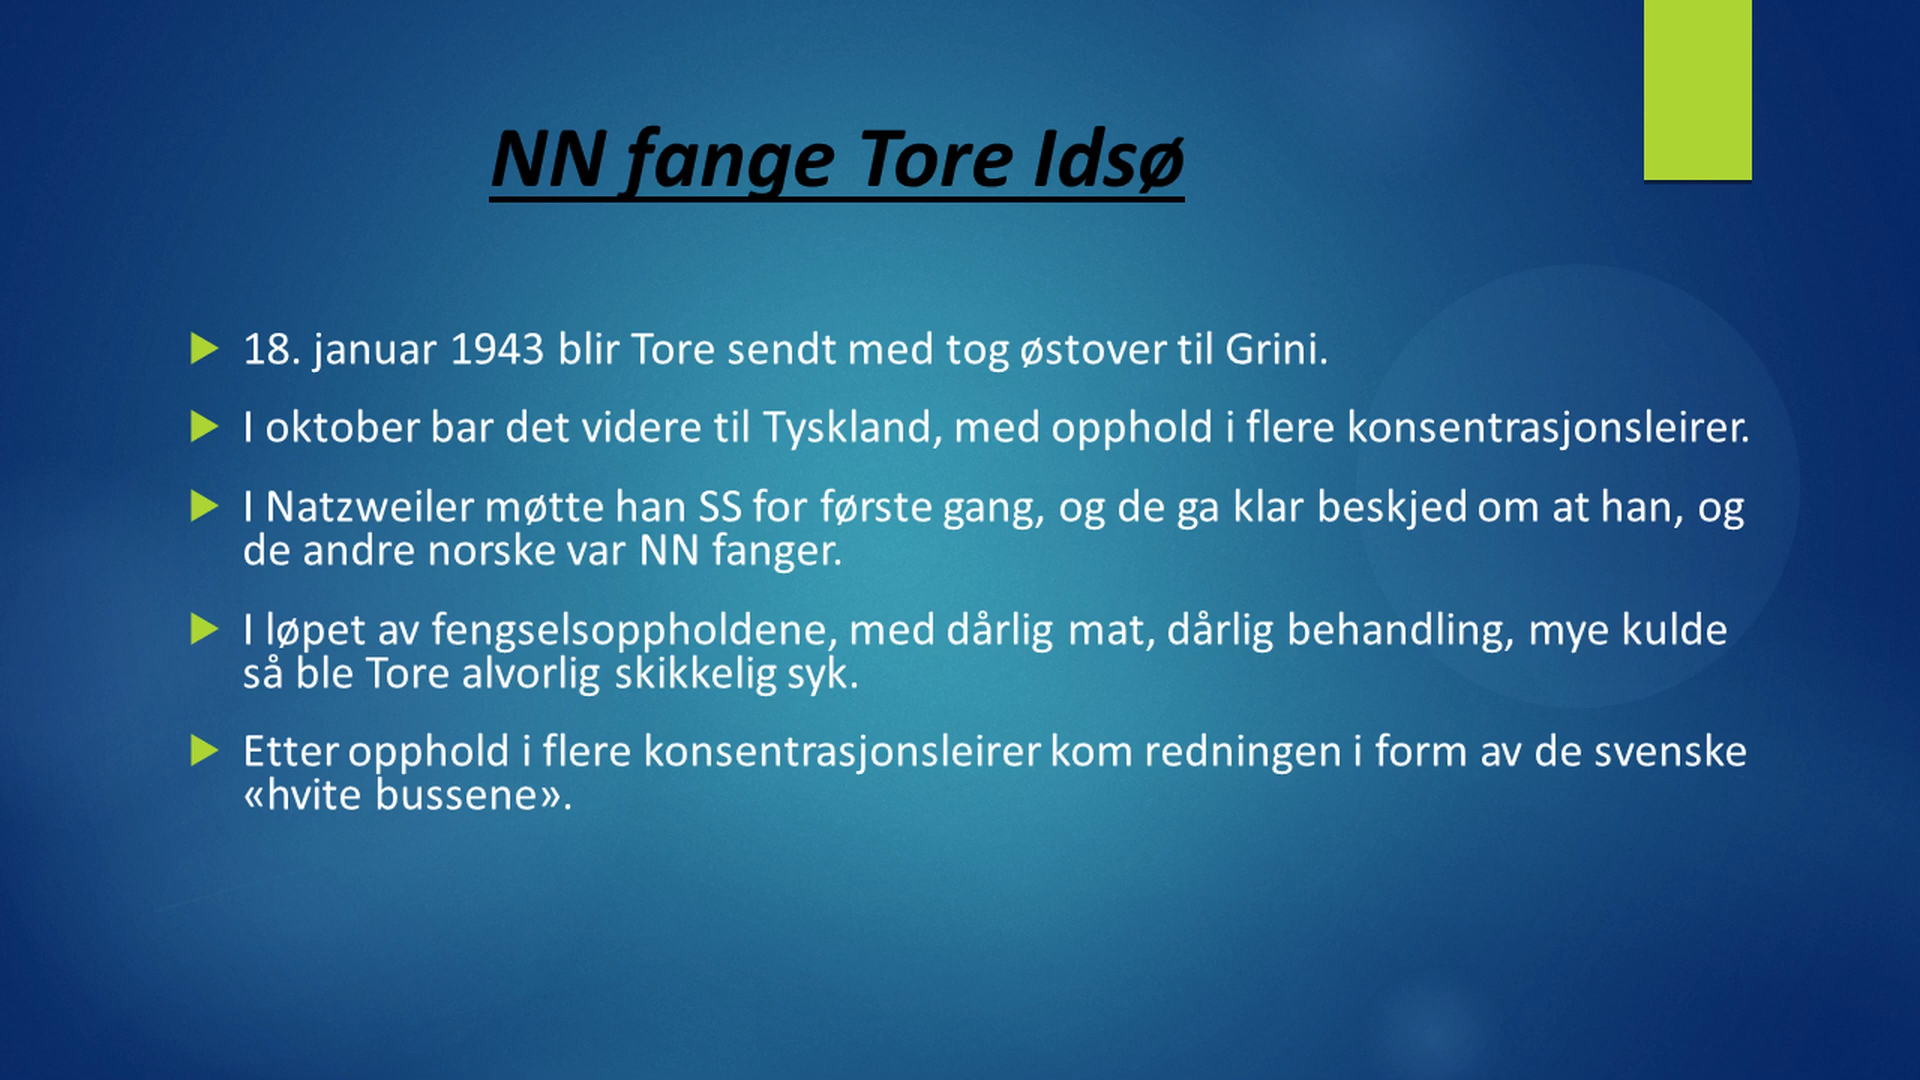 NN fange Tore Idsø
18. januar 1943 blir Tore sendt med tog østover til Grini.
I oktober bar det videre til Tyskland, med opphold i flere konsentrasjonsleirer.
I Natzweiler møtte han SS for første gang, og de ga klar beskjed om at han, og
de andre norske var NN fanger.
I løpet av fengselsoppholdene, med dårlig mat, dårlig behandling, mye kulde
så ble Tore alvorlig skikkelig syk.
Etter opphold i flere konsentrasjonsleirer kom redningen i form av de svenske
«hvite bussene».